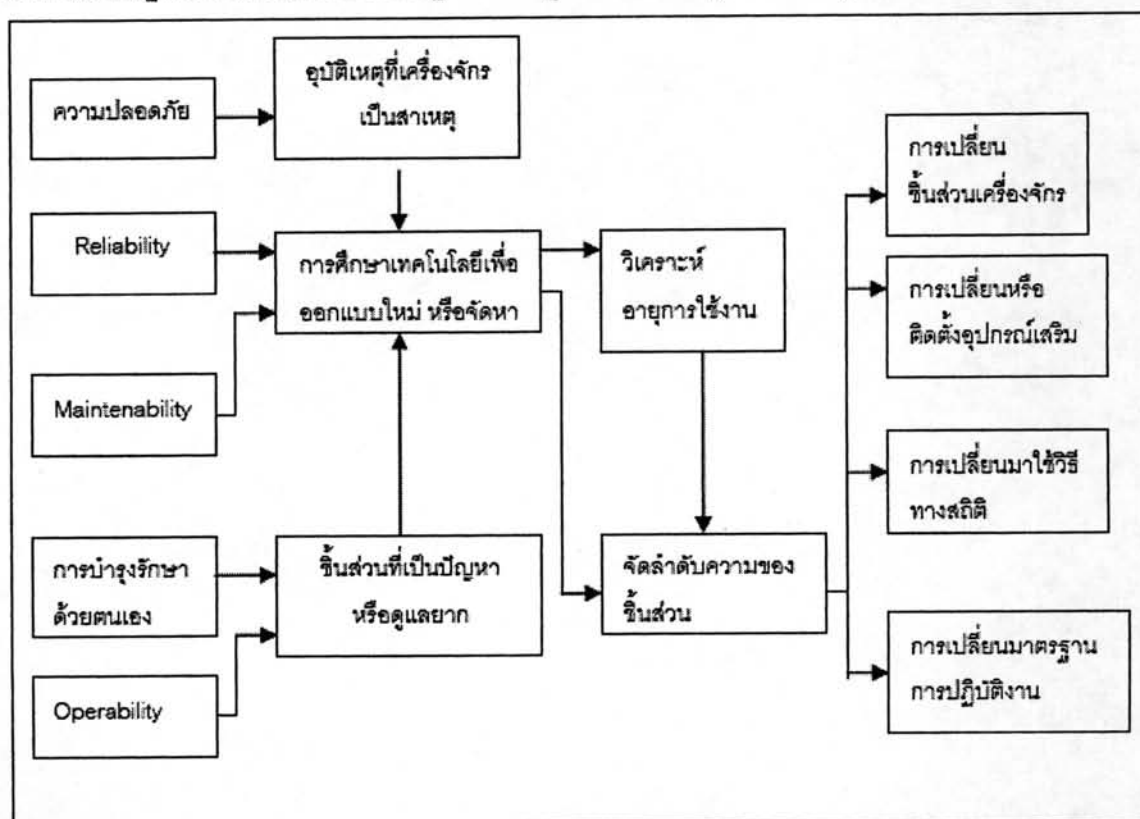 ความปลอดภัย
อุบัติเหตุที่เครื่องจักร
เป็นสาเหตุ
Reliability
Maintenability
การศึกษาเทคโนโลยีเพื่อ
ออกแบบใหม่ หรือจัดหา
วิเคราะห์
อายุการใช้งาน
การบำรุงรักษา
ด้วยตนเอง
Operability
ชิ้นส่วนที่เป็นปัญหา
หรือดูแลยาก
จัดลำดับความของ
ชิ้นส่วน
การเปลี่ยน
ชิ้นส่วนเครื่องจักร
การเปลี่ยนหรือ
ติดตั้งอุปกรณ์เสริม
การเปลี่ยนมาใช้วิธี
ทางสถิติ
การเปลี่ยนมาตรฐาน
การปฏิบัติงาน